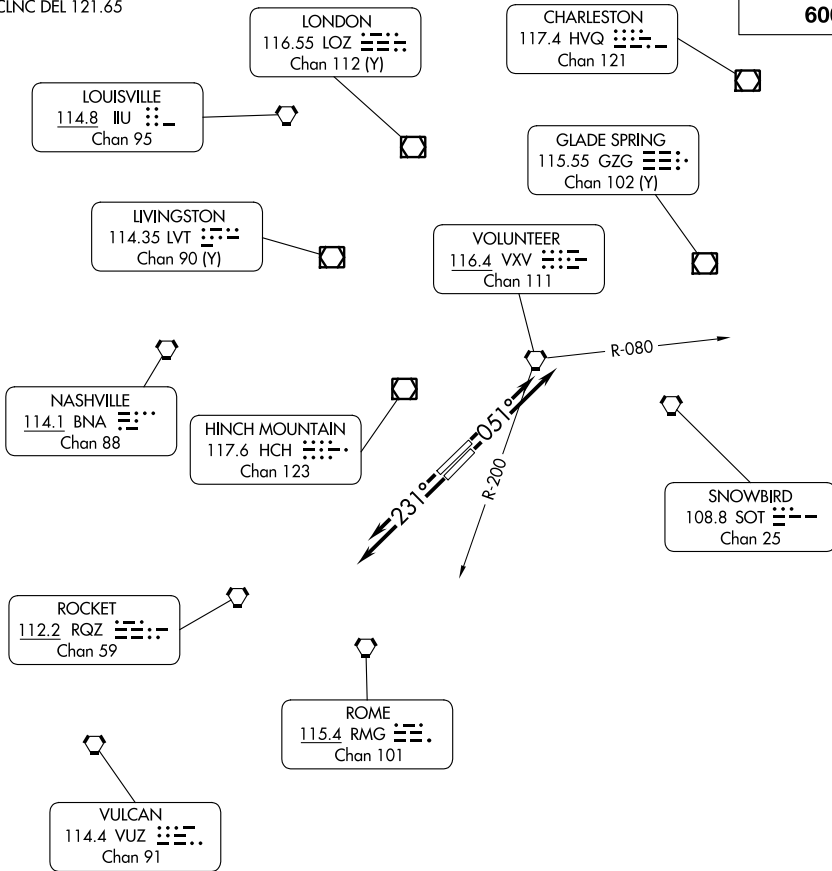 CLNC DEL 121.65
600
LONDON
116.55 LOZ
Chan 112 (Y)
CHARLESTON
117.4 HVQ
Chan 121
LOUISVILLE
114.8 IIU
Chan 95
GLADE SPRING
115.55 GZG
Chan 102 (Y)
LIVINGSTON
114.35 LVT
Chan 90 (Y)
VOLUNTEER
116.4 VXV
Chan 111
R-080
NASHVILLE
114.1 BNA
Chan 88
HINCH MOUNTAIN
117.6 HCH
Chan 123
051°
231°
R-200
SNOWBIRD
108.8 SOT
Chan 25
ROCKET
112.2 RQZ
Chan 59
ROME
115.4 RMG
Chan 101
VULCAN
114.4 VUZ
Chan 91